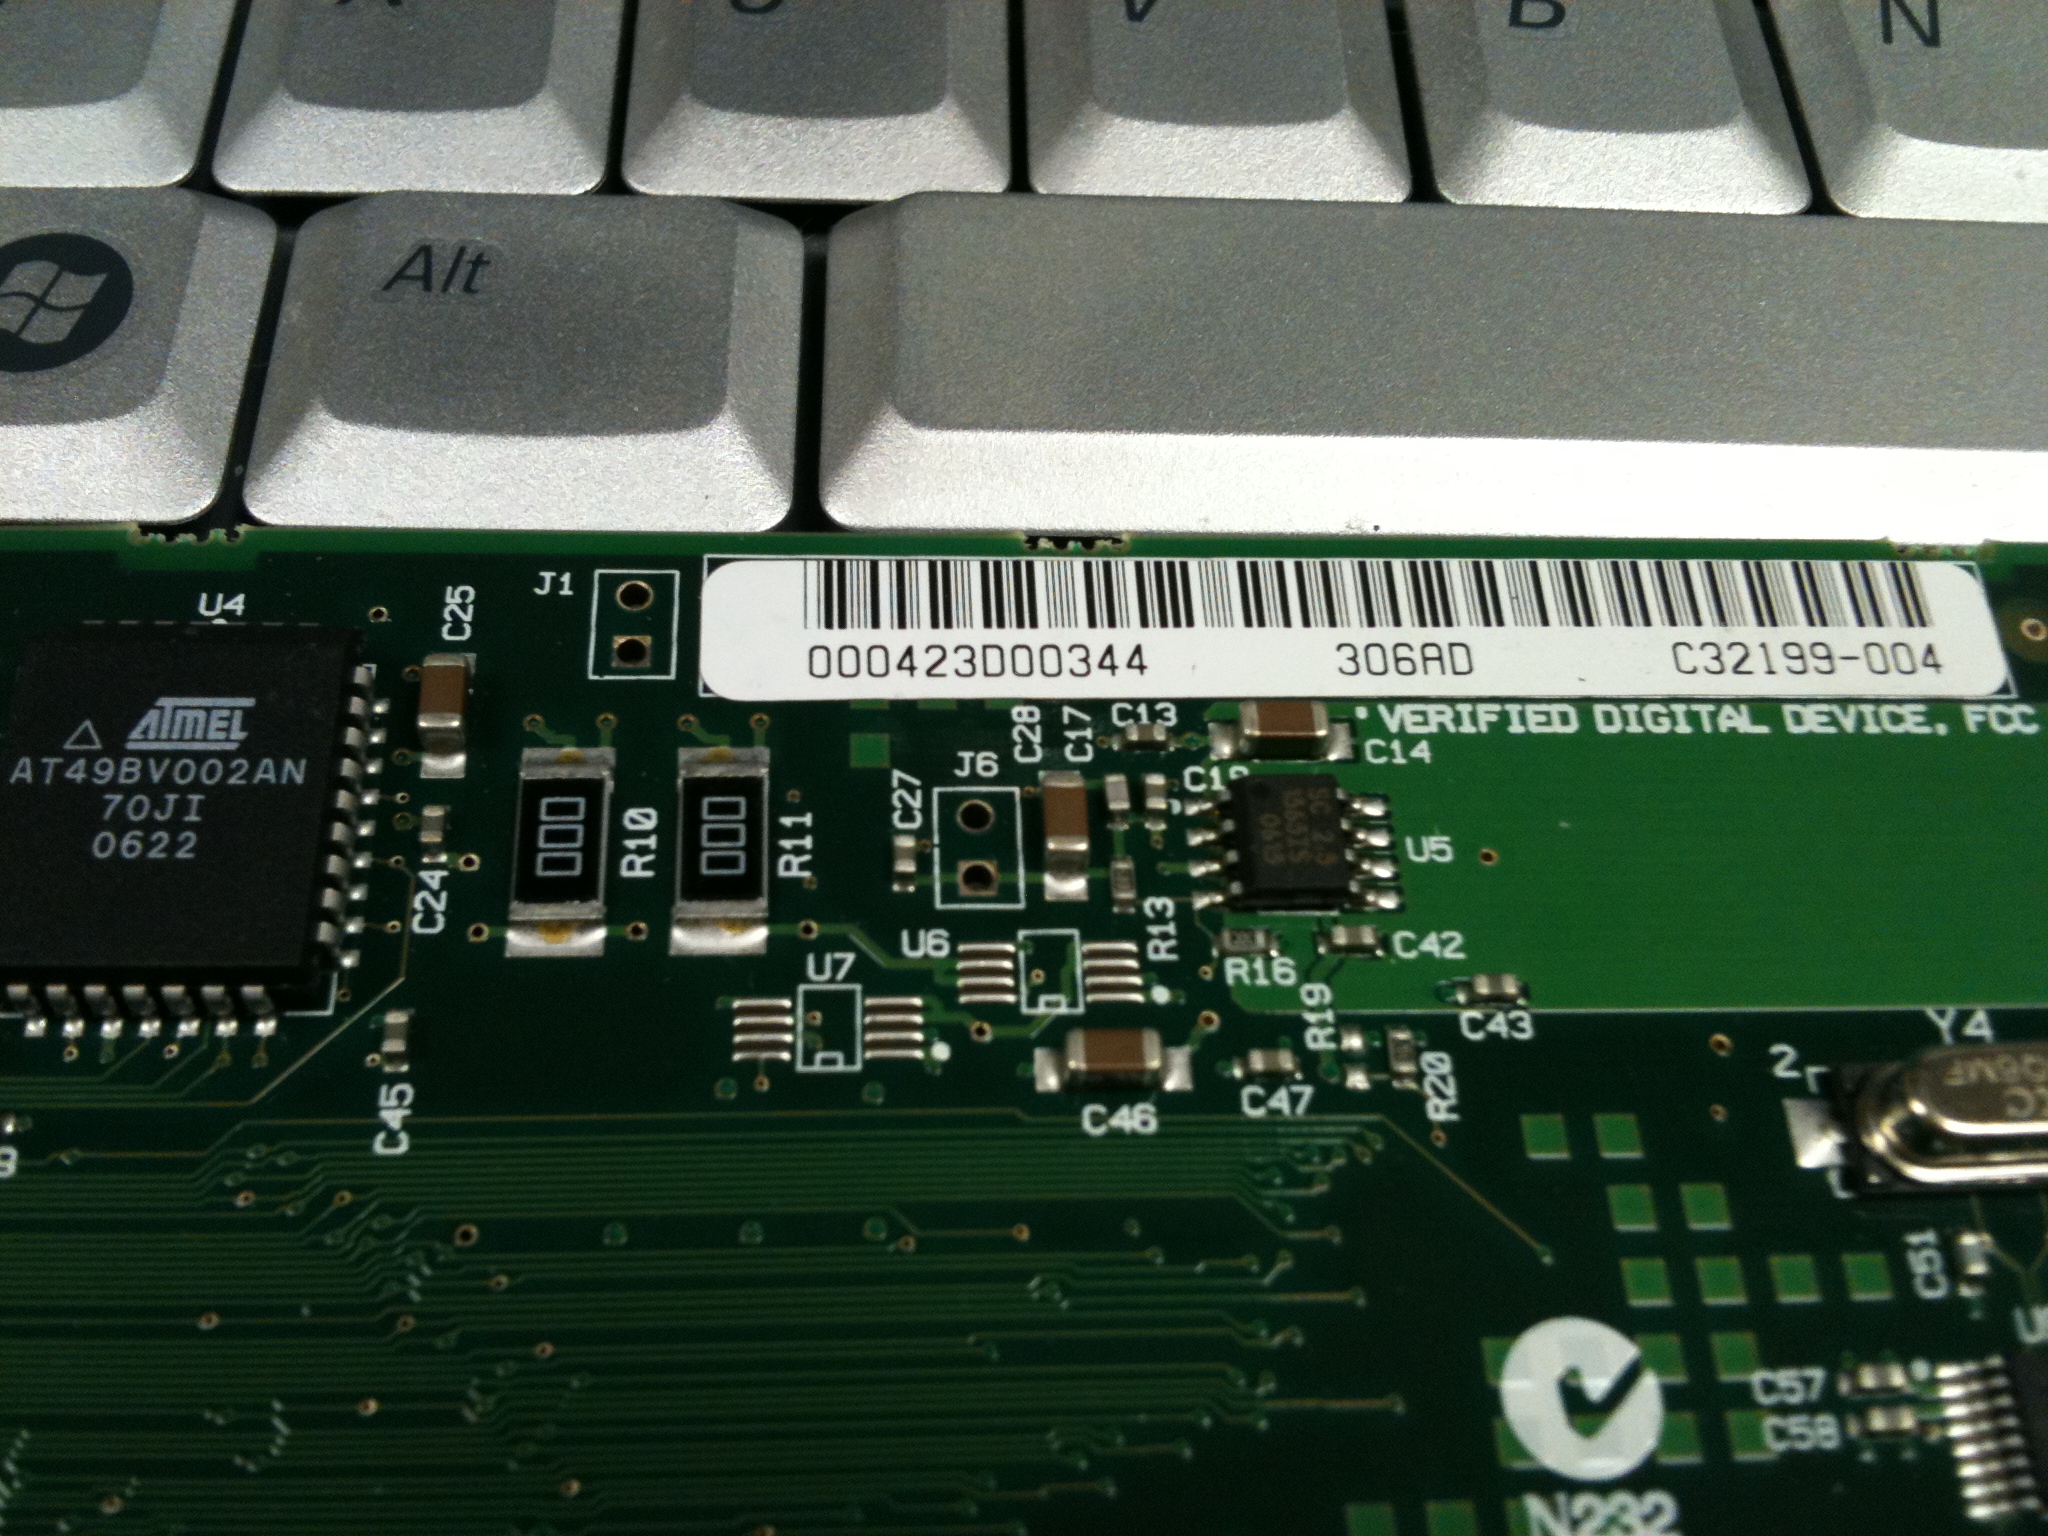 V
B
N
Alt
U4
C25
J1
000423D00344 306AD C32199-004
ATMEL
AT49BV002AN
70JI
0622
C28
C17
C13
'VERIFIED DIGITAL DEVICE, FCC
C14
J6
C27
R10
R11
U5
C24
R13
U6
C42
U7
R16
R19
C43
Y4
2
C45
C46
C47
R20
C51
C57
C58
N232